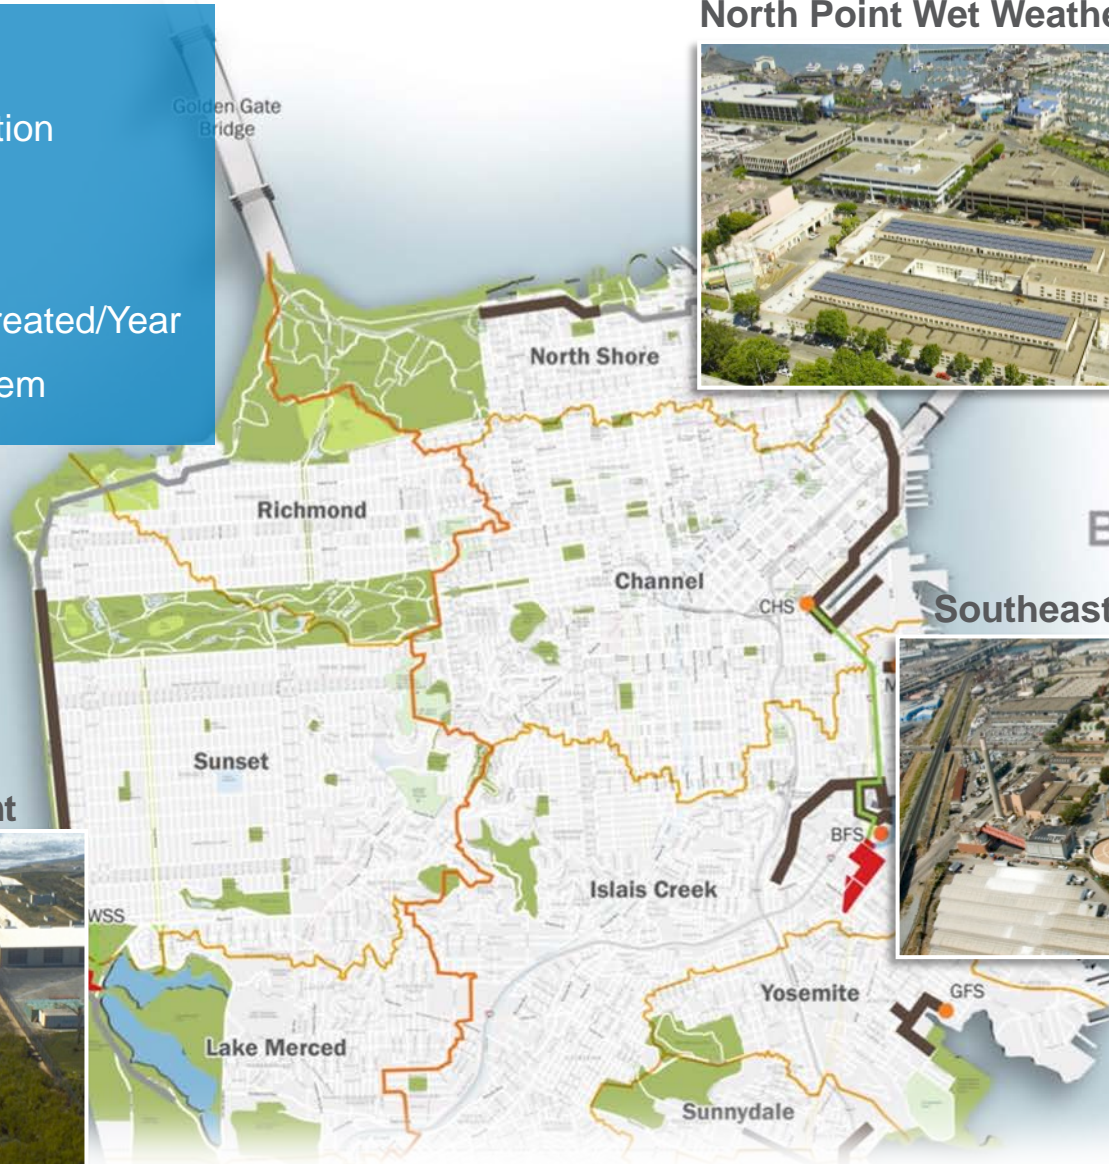 North Point Wet Weathe
Golden Gate
Bridge
tion
reated/Year
em
North Shore
Richmond
Channel
CHS
Southeast
Sunset
nt
BFS
Islais Creek
WSS
Yosemite
GFS
Lake Merced
Sunnydale